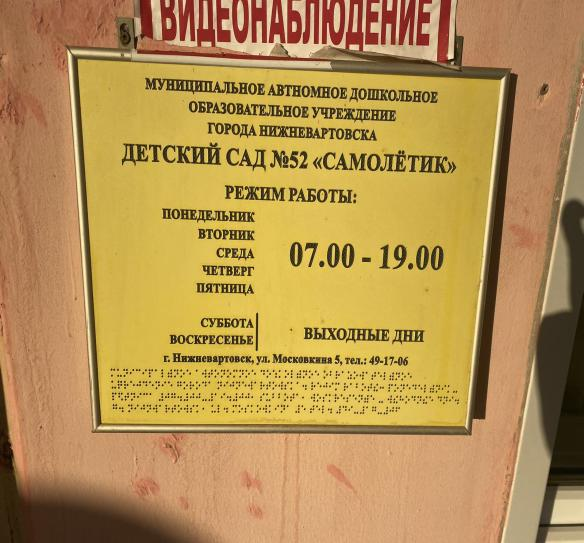 ВИДЕОНАБЛЮДЕНИЕ
МУНИЦИПАЛЬНОЕ АВТНОМНОЕ ДОШКОЛЬНОЕ
ОБРАЗОВАТЕЛЬНОЕ УЧРЕЖДЕНИЕ
ГОРОДА НИЖНЕВАРТОВСКА
ДЕТСКИЙ САД №52 «САМОЛЁТИК»
РЕЖИМ РАБОТЫ:
ПОНЕДЕЛЬНИК
ВТОРНИК
СРЕДА
ЧЕТВЕРГ
ПЯТНИЦА
07.00 - 19.00
СУББОТА
ВОСКРЕСЕНЬЕ
ВЫХОДНЫЕ ДНИ
г. Нижневартовск, ул. Московкина 5, тел.: 49-17-06